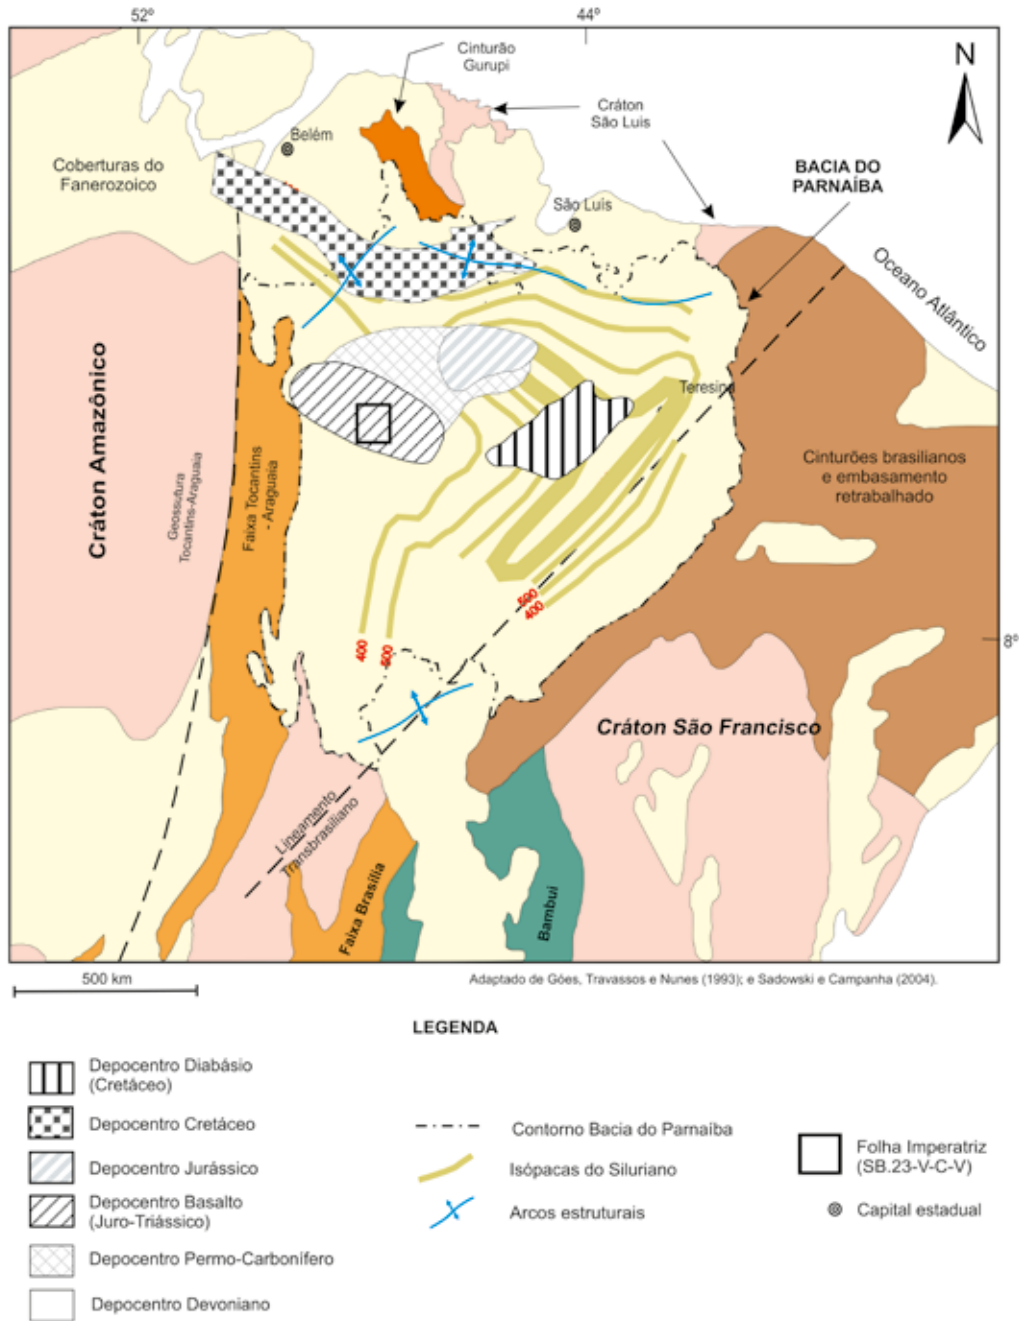 52º
44º
Cinturão
Gurupi
N
Cráton
São Luis
Belém
Coberturas do
Fanerozoico
BACIA DO
PARNAÍBA
São Luis
Oceano Atlântico
Cráton Amazônico
Geossutura
Tocantins-Araguaia
Faixa Tocantins
- Araguaia
Teresina
Cinturões brasilianos
e embasamento
retrabalhado
500
400
400
500
8º
Cráton São Francisco
Lineamento
Transbrasiliano
Faixa Brasília
Bambuí
500 km
Adaptado de Góes, Travassos e Nunes (1993); e Sadowski e Campanha (2004).
LEGENDA
Depocentro Diabásio
(Cretáceo)
Depocentro Cretáceo
Depocentro Jurássico
Depocentro Basalto
(Juro-Triássico)
Depocentro Permo-Carbonífero
Depocentro Devoniano
Contorno Bacia do Parnaíba
Isópacas do Siluriano
Arcos estruturais
Folha Imperatriz
(SB.23-V-C-V)
Capital estadual